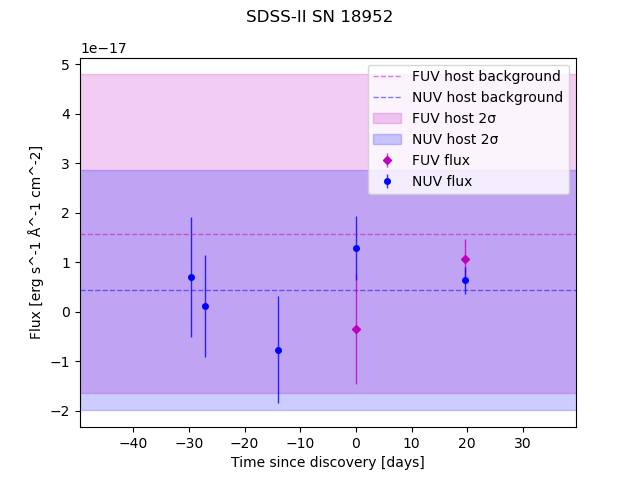 SDSS-II SN 18952
1e−17
FUV host background
NUV host background
FUV host 2σ
NUV host 2σ
FUV flux
NUV flux
5
4
3
2
1
0
−1
−2
Flux [erg s^-1 Å^-1 cm^-2]
−40 −30 −20 −10 0 10 20 30
Time since discovery [days]